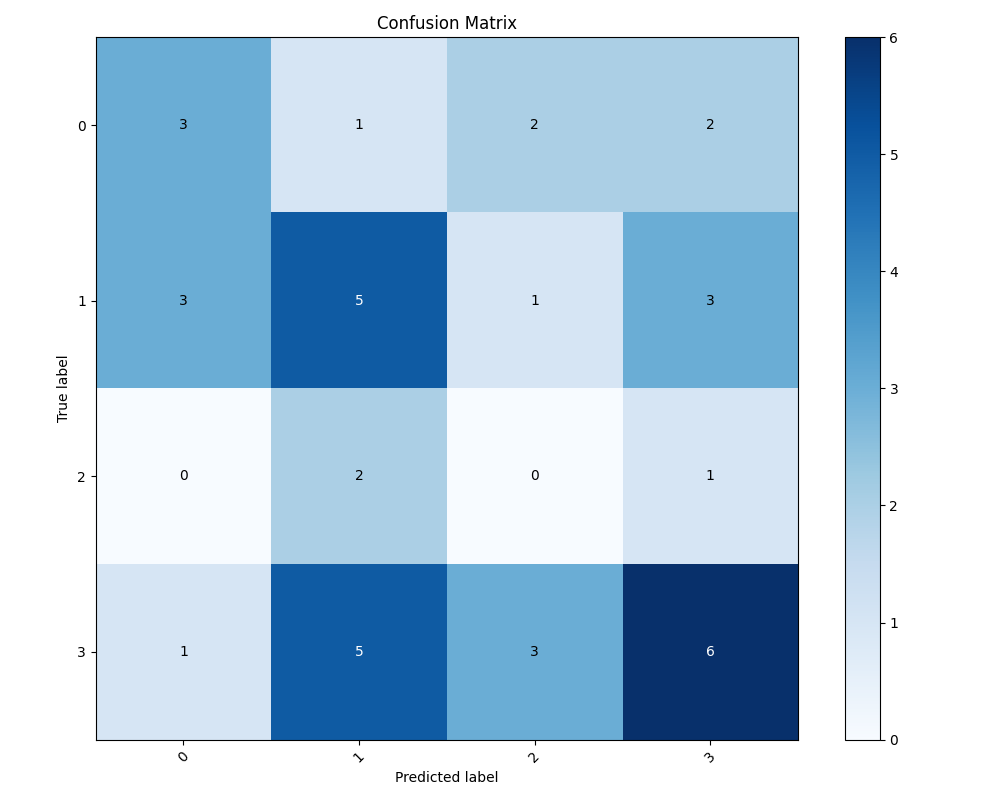 Confusion Matrix
0 3 1 2 2
1 3 5 1 3
2 0 2 0 1
3 1 5 3 6
0 1 2 3
Predicted label
True label
6
5
4
3
2
1
0